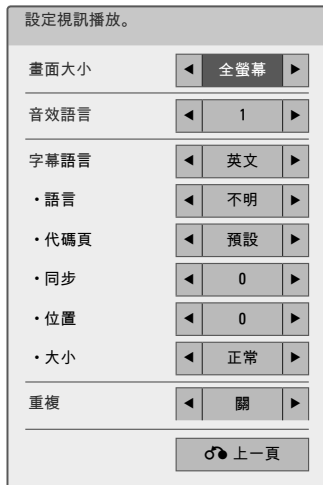 設定視訊播放。
畫面大小 ◀ 全螢幕 ▶
音效語言 ◀ 1 ▶
字幕語言 ◀ 英文 ▶
・語言 ◀ 不明 ▶
・代碼頁 ◀ 預設 ▶
・同步 ◀ 0 ▶
・位置 ◀ 0 ▶
・大小 ◀ 正常 ▶
重複 ◀ 關 ▶
上一頁